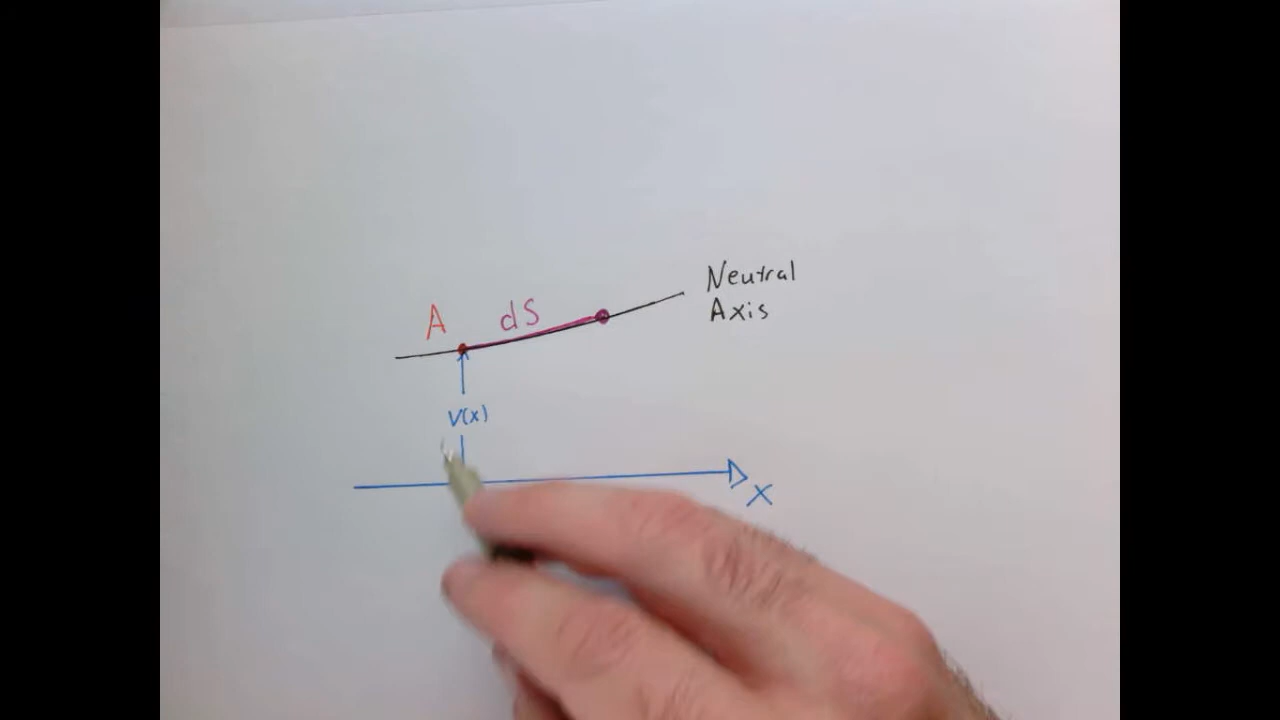 Neutral
Axis
A
dS
V(x)
X